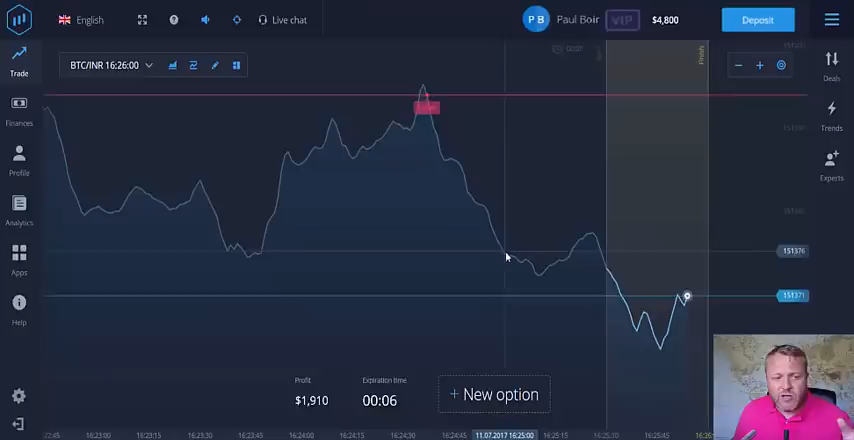 English
Live chat
P B Paul Boir VIP $4,800
Deposit
Trade
Finances
Profile
Analytics
Apps
Help
BTC/INR 16:26:00
Finish
Deals
Trends
Experts
151376
151371
Profit
$1,910
Expiration time
00:06
+ New option
16:23:00 16:23:15 16:23:30 16:23:45 16:24:00 16:24:15 16:24:30 16:24:45 11.07.2017 16:25:00 16:25:15 16:25:30 16:25:45